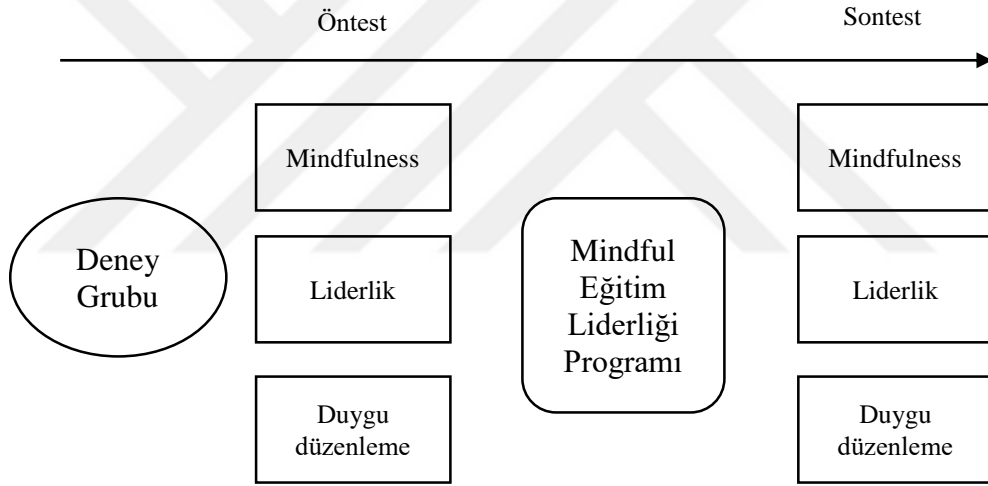 Öntest
Sontest
Mindfulness
Mindfulness
Deney
Grubu
Liderlik
Mindful
Eğitim
Liderliği
Programı
Liderlik
Duygu
düzenleme
Duygu
düzenleme